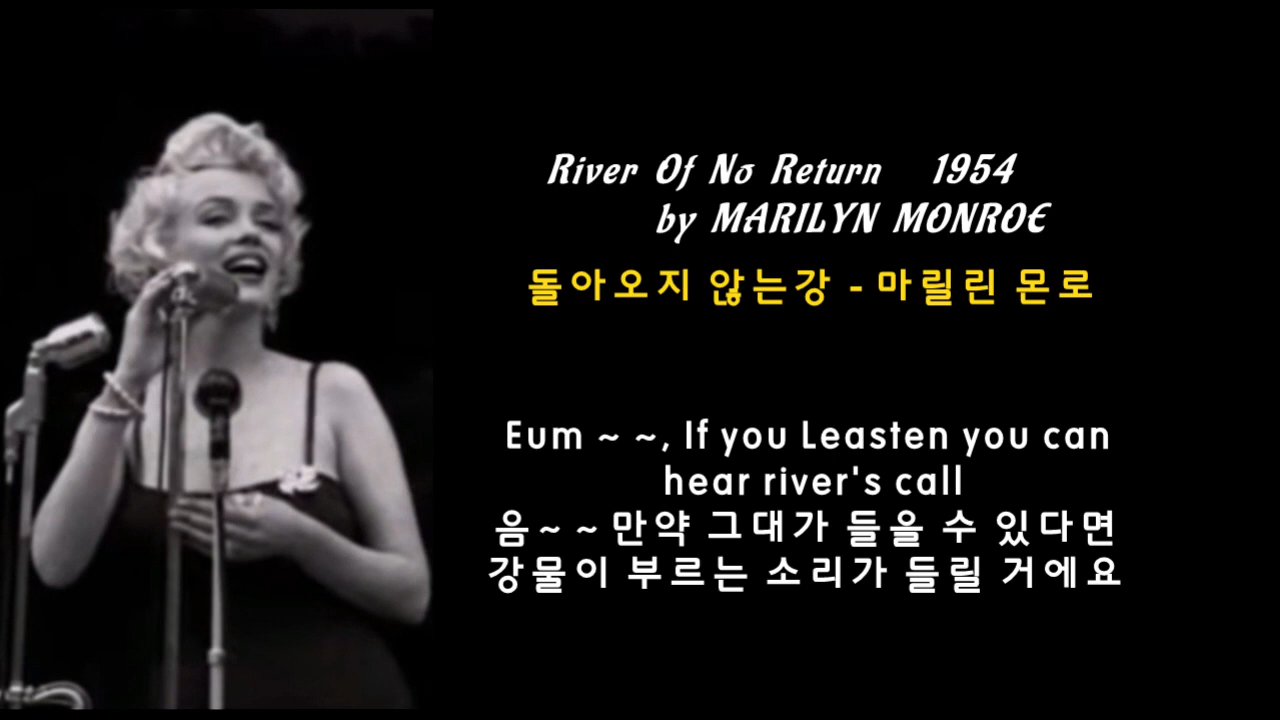 River Of No Return 1954
by MARILYN MONROE
돌아오지 않는강 - 마릴린 몬로
Eum ~ ~, If you Leasten you can
hear river's call
음~ ~ 만약 그대가 들을 수 있다면
강물이 부르는 소리가 들릴 거에요